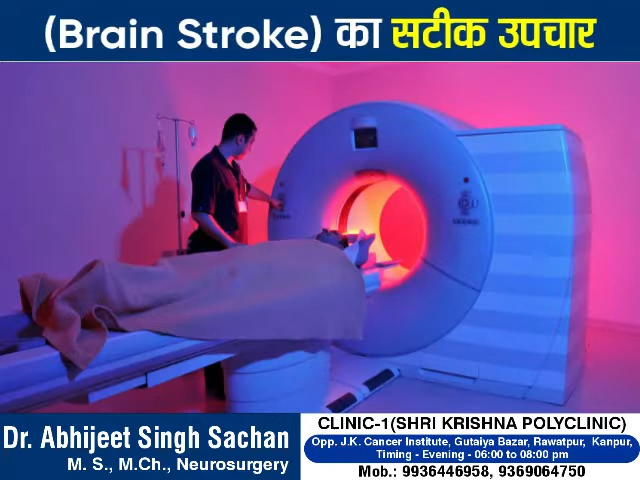 (Brain Stroke) का सटीक उपचार
Dr. Abhijeet Singh Sachan
M. S., M.Ch., Neurosurgery
CLINIC-1(SHRI KRISHNA POLYCLINIC)
Opp. J.K. Cancer Institute, Gutaiya Bazar, Rawatpur, Kanpur,
Timing - Evening - 06:00 to 08:00 pm
Mob.: 9936446958, 9369064750